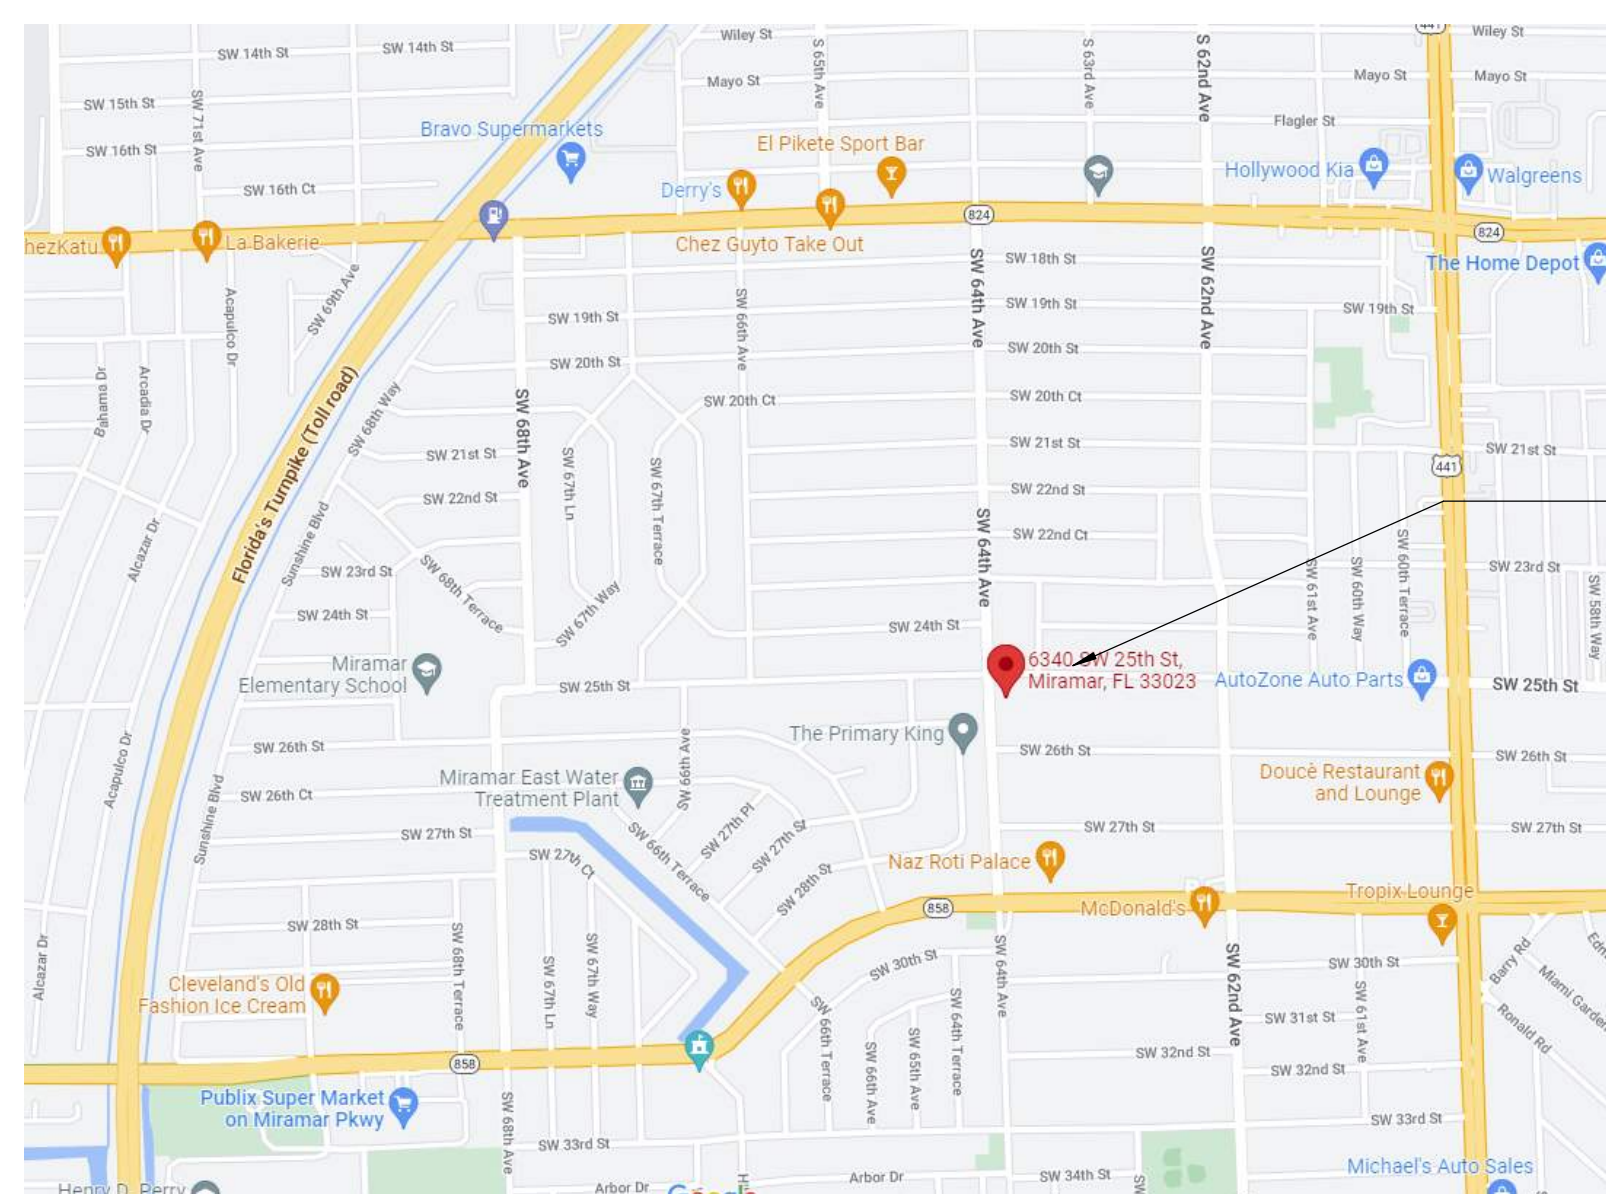 441
Wiley St
Wiley St
SW 14th St
SW 14th St
S 65th Ave
S 63rd Ave
S 62nd Ave
Mayo St
Mayo St
Mayo St
SW 15th St
SW 71st Ave
Bravo Supermarkets
Flagler St
SW 16th St
El Pikete Sport Bar
Hollywood Kia
Walgreens
SW 16th Ct
Derry's
824
824
hezKatu
La Bakerie
Chez Guyto Take Out
SW 18th St
The Home Depot
SW 69th Ave
Acapulco Dr
SW 66th Ave
SW 64th Ave
SW 62nd Ave
SW 19th St
SW 19th St
SW 19th St
SW 20th St
SW 20th St
Bahama Dr
Arcadia Dr
Florida's Turnpike (Toll road)
SW 68th Way
SW 68th Ave
SW 20th Ct
SW 20th Ct
SW 21st St
SW 21st St
SW 21st St
441
SW 67th Ln
SW 67th Terrace
SW 22nd St
SW 22nd St
Alcazar Dr
Sunshine Blvd
SW 22nd Ct
SW 64th Ave
SW 23rd St
SW 23rd St
SW 68th Terrace
SW 67th Way
SW 61st Ave
SW 60th Way
SW 60th Terrace
SW 58th Way
SW 24th St
SW 24th St
Miramar
Elementary School
6340 SW 25th St,
Miramar, FL 33023
AutoZone Auto Parts
SW 25th St
SW 25th St
Acapulco Dr
SW 26th St
The Primary King
SW 26th St
SW 26th St
SW 66th Ave
Miramar East Water
Treatment Plant
Doucè Restaurant
and Lounge
SW 26th Ct
Sunshine Blvd
SW 27th St
SW 66th Terrace
SW 27th Pl
SW 27th St
SW 27th St
SW 27th St
SW 27th Ct
SW 28th St
Naz Roti Palace
McDonald's
Tropix Lounge
858
SW 28th St
Alcazar Dr
SW 68th Terrace
SW 67th Ln
SW 67th Way
SW 30th St
SW 64th Ave
SW 62nd Ave
SW 30th St
Barry Rd
Miami Garde
Cleveland's Old
Fashion Ice Cream
SW 66th Terrace
SW 66th Ave
SW 65th Ave
SW 64th Terrace
SW 31st St
SW 61st Ave
Ronald Rd
858
SW 32nd St
SW 32nd St
Publix Super Market
on Miramar Pkwy
SW 68th Ave
SW 33rd St
SW 33rd St
Michael's Auto Sales
Arbor Dr
Arbor Dr
SW 34th St
SW
Henry D. Perry
Google